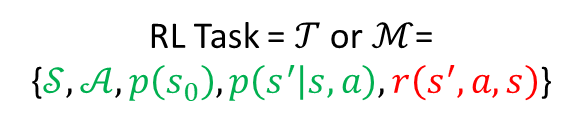 RL Task = 𝒯 or ℳ=
{𝒮, 𝒜, p(s₀), p(s′|s, a), r(s′, a, s)}